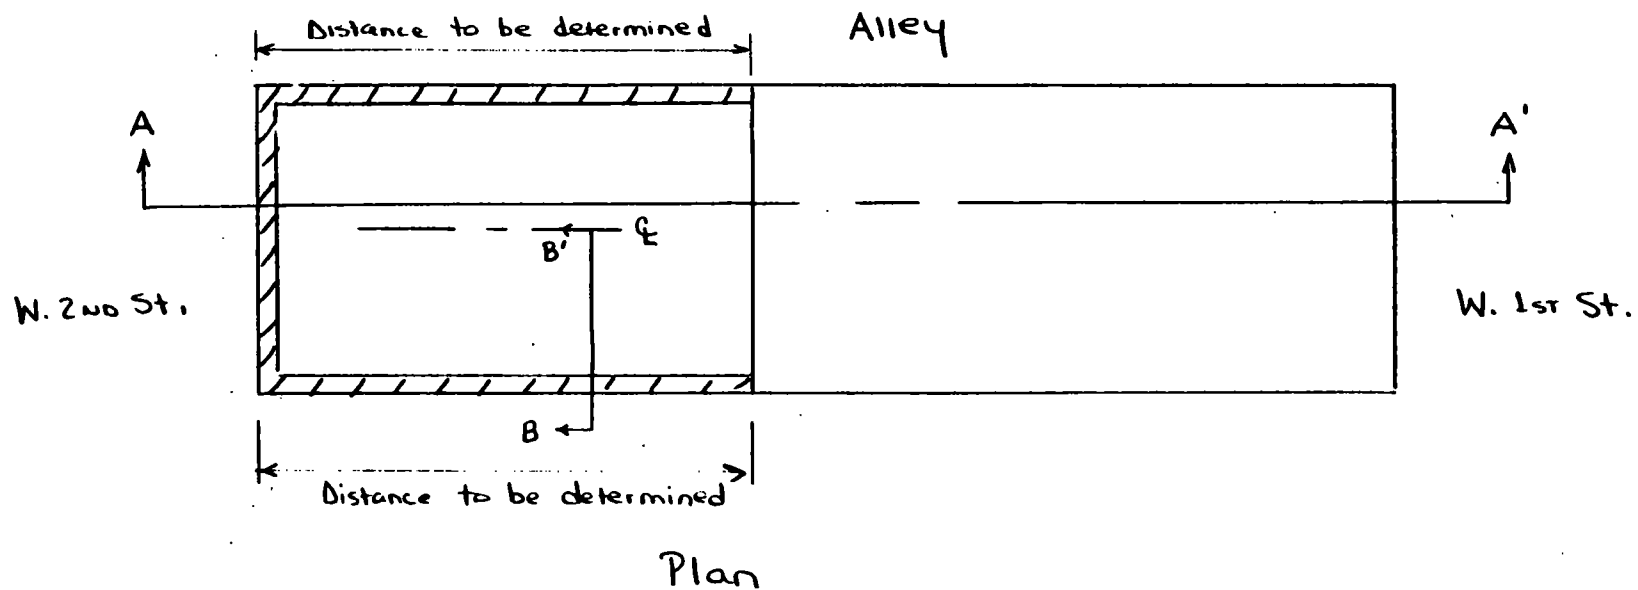 Distance to be determined
Alley
A
A'
℄
B'
W. 2ND St.
W. 1ST St.
B
Distance to be determined
Plan